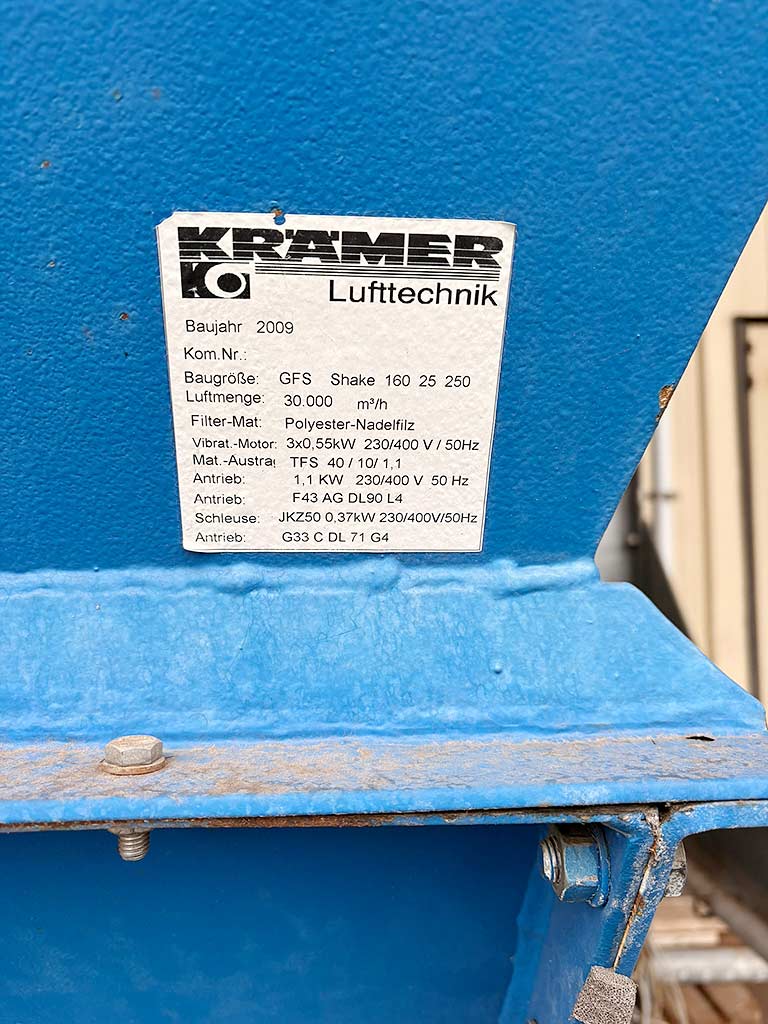 KRÄMER
Lufttechnik
Baujahr 2009
Kom.Nr.:
Baugröße: GFS Shake 160 25 250
Luftmenge: 30.000 m³/h
Filter-Mat: Polyester-Nadelfilz
Vibrat.-Motor: 3x0,55kW 230/400 V / 50Hz
Mat.-Austrag TFS 40 / 10/ 1,1
Antrieb: 1,1 KW 230/400 V 50 Hz
Antrieb: F43 AG DL90 L4
Schleuse: JKZ50 0,37kW 230/400V/50Hz
Antrieb: G33 C DL 71 G4